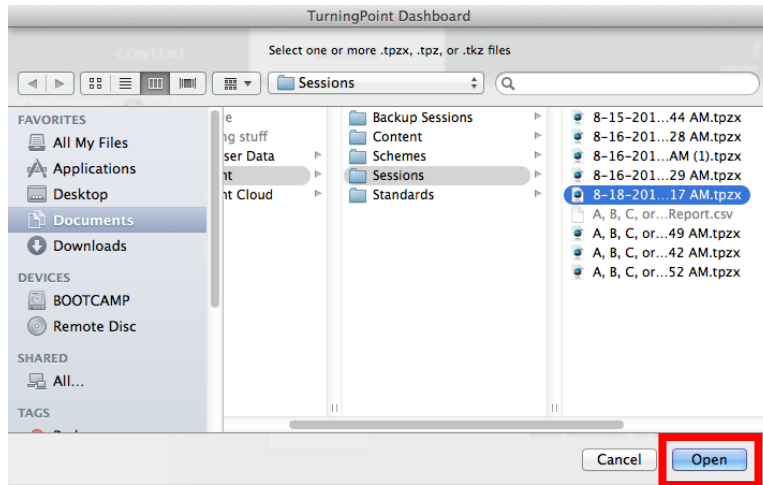 TurningPoint Dashboard
CONTENT
Select one or more .tpzx, .tpz, or .tkz files
Sessions
FAVORITES
All My Files
Applications
Desktop
Documents
Downloads
DEVICES
BOOTCAMP
Remote Disc
SHARED
All...
TAGS
e
ng stuff
ser Data
nt
nt Cloud
Backup Sessions
Content
Schemes
Sessions
Standards
8-15-201...44 AM.tpzx
8-16-201...28 AM.tpzx
8-16-201...AM (1).tpzx
8-16-201...29 AM.tpzx
8-18-201...17 AM.tpzx
A, B, C, or...Report.csv
A, B, C, or...49 AM.tpzx
A, B, C, or...42 AM.tpzx
A, B, C, or...52 AM.tpzx
Cancel
Open